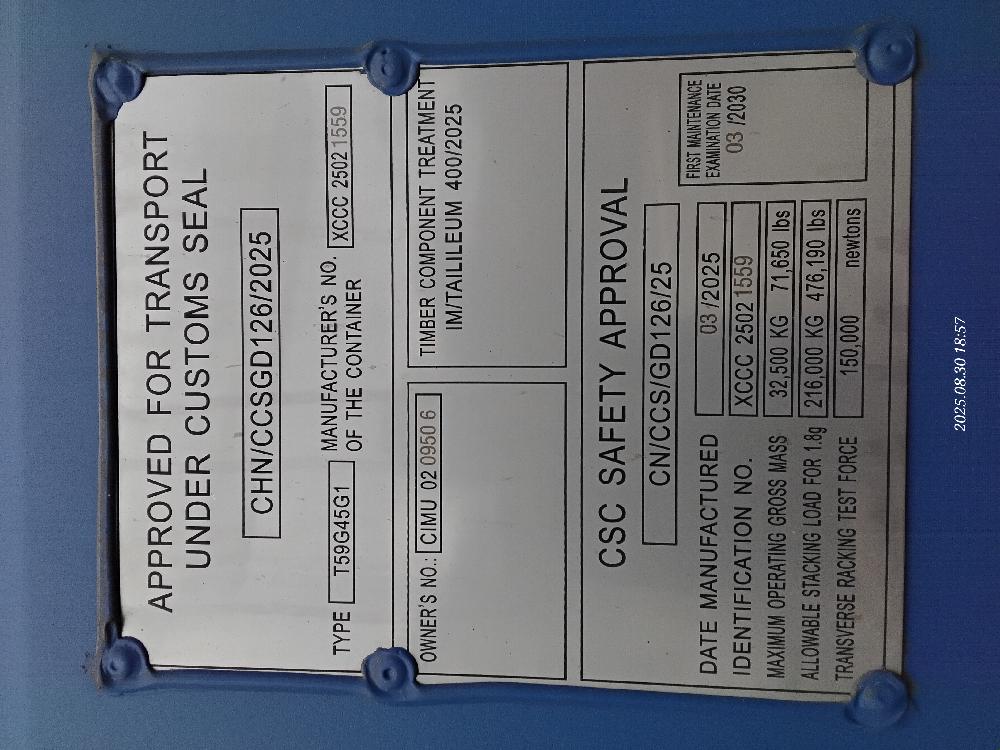 APPROVED FOR TRANSPORT
UNDER CUSTOMS SEAL
CHN/CCSGD126/2025
TYPE T59G45G1 MANUFACTURER'S NO. OF THE CONTAINER XCCC 2502 1559
OWNER'S NO.: CIMU 02 0950 6
TIMBER COMPONENT TREATMENT
IM/TAILILEUM 400/2025
CSC SAFETY APPROVAL
CN/CCS/GD126/25
DATE MANUFACTURED 03 /2025
IDENTIFICATION NO. XCCC 2502 1559
MAXIMUM OPERATING GROSS MASS 32,500 KG 71,650 lbs
ALLOWABLE STACKING LOAD FOR 1.8g 216,000 KG 476,190 lbs
TRANSVERSE RACKING TEST FORCE 150,000 newtons
FIRST MAINTENANCE
EXAMINATION DATE
03 /2030
2025.08.30 18:57